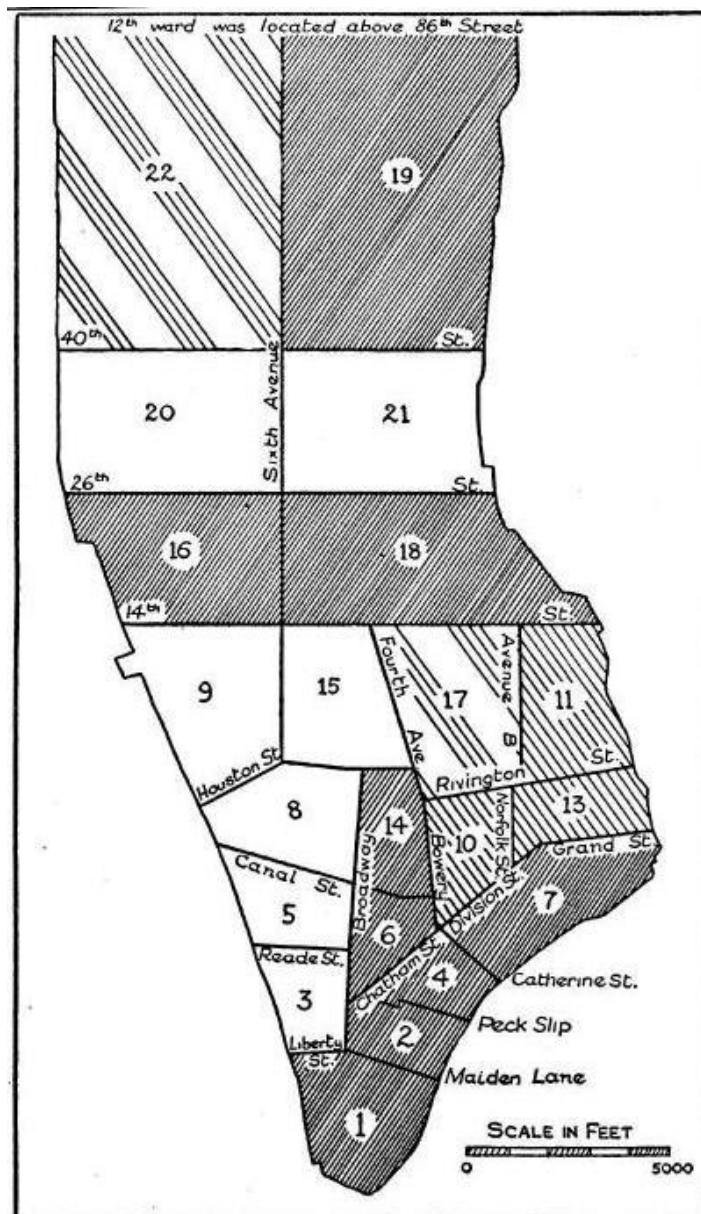 12th ward was located above 86th Street
22
19
40th
St.
Sixth Avenue
20
21
26th
St.
16
18
14th
St.
9
15
Fourth Ave
17
Avenue B.
11
Houston St.
Rivington St.
8
14
10
Norfolk St.
13
Broadway
Bowery
Grand St.
Canal St.
Division St.
7
5
6
Chatham St.
4
Reade St.
Catherine St.
3
Peck Slip
2
Liberty St.
Maiden Lane
1
SCALE IN FEET
0 5000